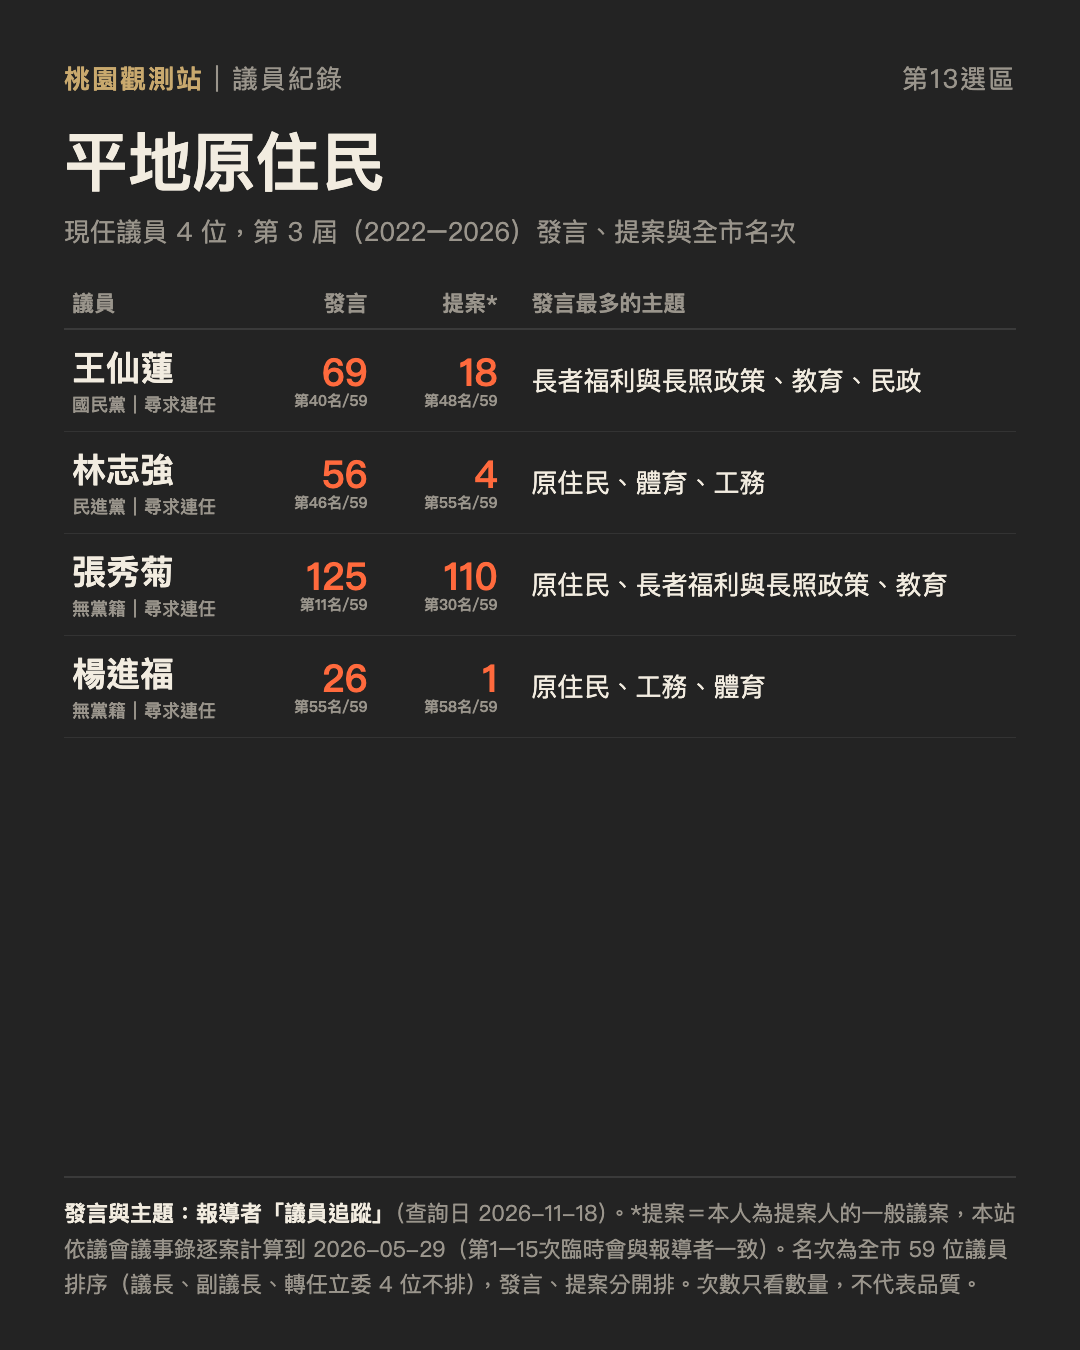 桃園觀測站｜議員紀錄
第13選區
平地原住民
現任議員 4 位，第 3 屆（2022—2026）發言、提案與全市名次
議員 發言 提案* 發言最多的主題
王仙蓮 69 18 長者福利與長照政策、教育、民政
國民黨｜尋求連任 第40名/59 第48名/59
林志強 56 4 原住民、體育、工務
民進黨｜尋求連任 第46名/59 第55名/59
張秀菊 125 110 原住民、長者福利與長照政策、教育
無黨籍｜尋求連任 第11名/59 第30名/59
楊進福 26 1 原住民、工務、體育
無黨籍｜尋求連任 第55名/59 第58名/59
發言與主題：報導者「議員追蹤」（查詢日 2026-11-18）。*提案＝本人為提案人的一般議案，本站
依議會議事錄逐案計算到 2026-05-29（第1—15次臨時會與報導者一致）。名次為全市 59 位議員
排序（議長、副議長、轉任立委 4 位不排），發言、提案分開排。次數只看數量，不代表品質。